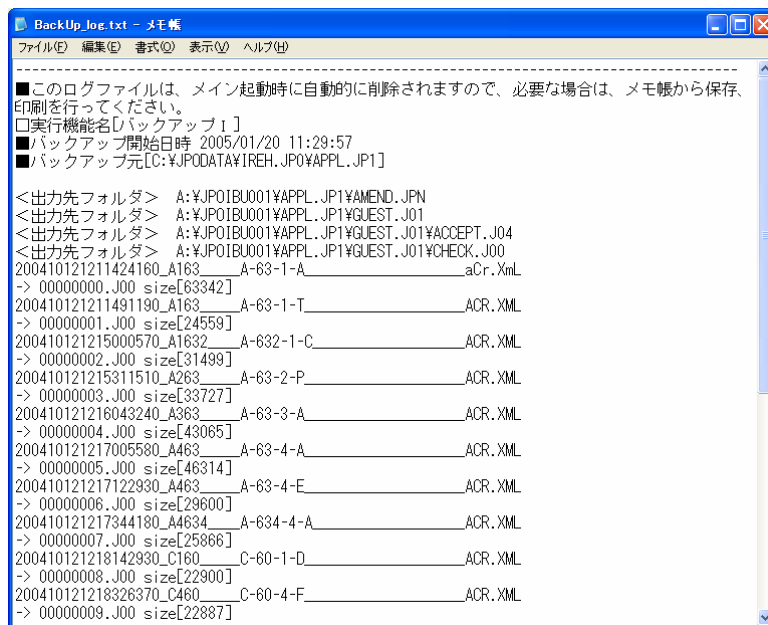 BackUp_log.txt - メモ帳
ファイル(F) 編集(E) 書式(O) 表示(V) ヘルプ(H)
--------------------------------------------------------------------------------
■このログファイルは、メイン起動時に自動的に削除されますので、必要な場合は、メモ帳から保存、
印刷を行ってください。
□実行機能名[バックアップⅠ]
■バックアップ開始日時 2005/01/20 11:29:57
■バックアップ元[C:¥JPODATA¥IREH.JPO¥APPL.JP1]
<出力先フォルダ> A:¥JPOIBU001¥APPL.JP1¥AMEND.JPN
<出力先フォルダ> A:¥JPOIBU001¥APPL.JP1¥GUEST.J01
<出力先フォルダ> A:¥JPOIBU001¥APPL.JP1¥GUEST.J01¥ACCEPT.J04
<出力先フォルダ> A:¥JPOIBU001¥APPL.JP1¥GUEST.J01¥CHECK.J00
200410121211424160_A163_____A-63-1-A____________________aCr.XmL
-> 00000000.J00 size[63342]
200410121211491190_A163_____A-63-1-T____________________ACR.XML
-> 00000001.J00 size[24559]
200410121215000570_A1632____A-632-1-C___________________ACR.XML
-> 00000002.J00 size[31499]
200410121215311510_A263_____A-63-2-P____________________ACR.XML
-> 00000003.J00 size[33727]
200410121216043240_A363_____A-63-3-A____________________ACR.XML
-> 00000004.J00 size[43065]
200410121217005580_A463_____A-63-4-A____________________ACR.XML
-> 00000005.J00 size[46314]
200410121217122930_A463_____A-63-4-E____________________ACR.XML
-> 00000006.J00 size[29600]
200410121217344180_A4634____A-634-4-A___________________ACR.XML
-> 00000007.J00 size[25866]
200410121218142930_C160_____C-60-1-D____________________ACR.XML
-> 00000008.J00 size[22900]
200410121218326370_C460_____C-60-4-F____________________ACR.XML
-> 00000009.J00 size[22887]